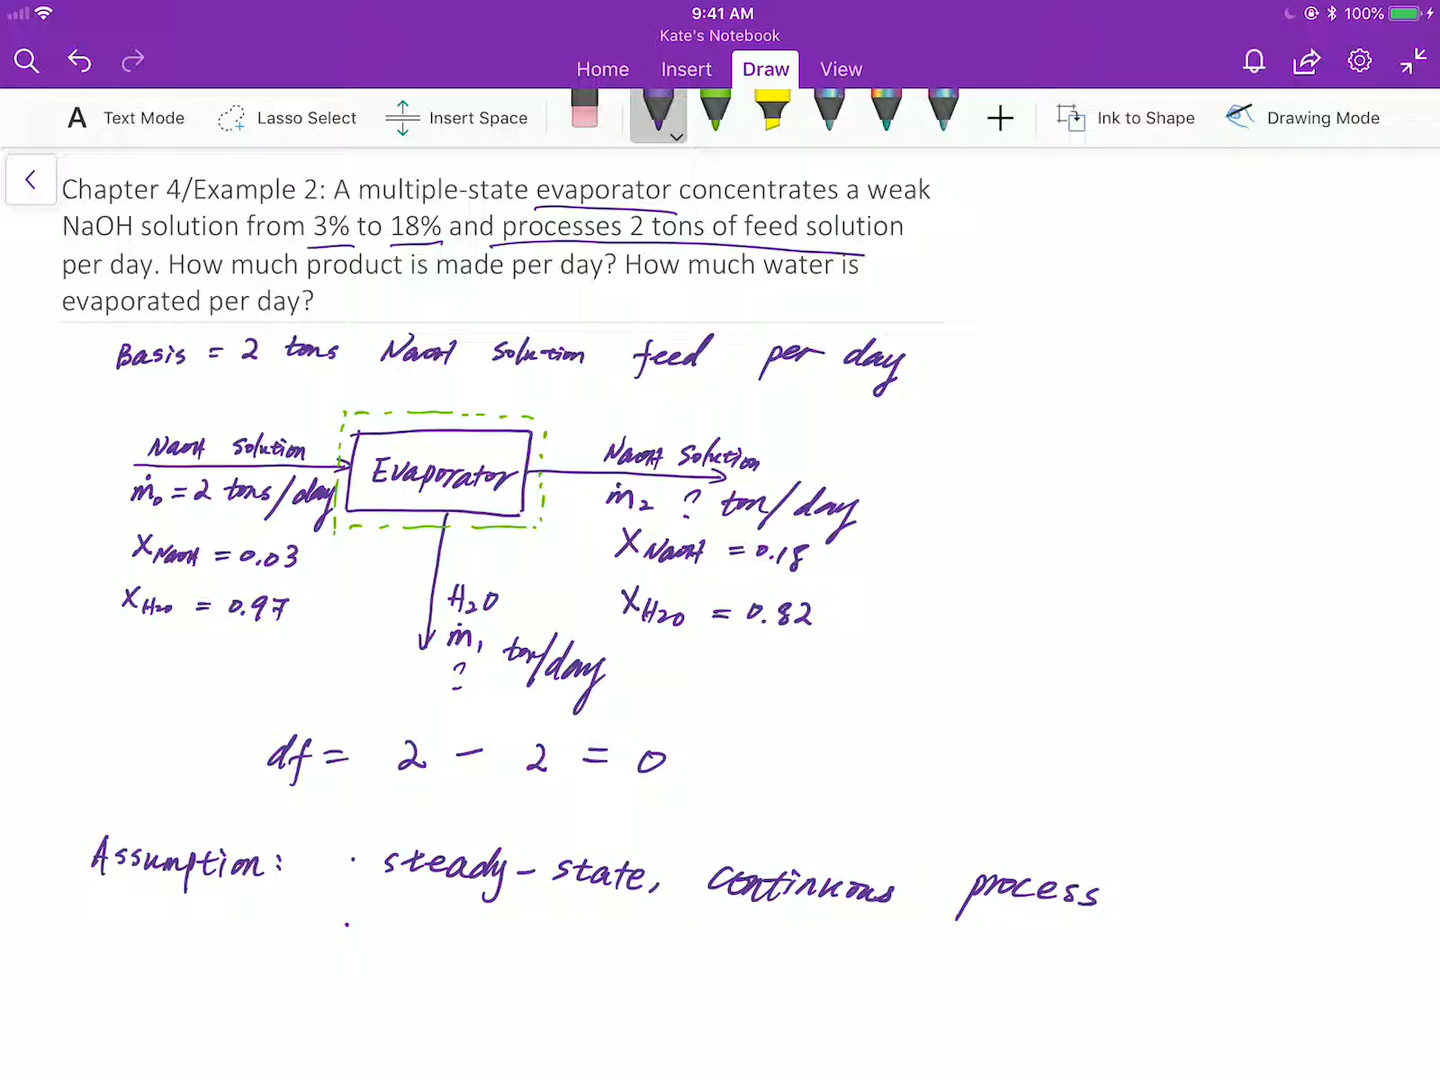 9:41 AM
100%
Kate's Notebook
Home Insert Draw View
A Text Mode Lasso Select Insert Space Ink to Shape Drawing Mode
Chapter 4/Example 2: A multiple-state evaporator concentrates a weak
NaOH solution from 3% to 18% and processes 2 tons of feed solution
per day. How much product is made per day? How much water is
evaporated per day?
Basis = 2 tons NaOH solution feed per day
NaOH solution
ṁ₀ = 2 tons/day
X NaOH = 0.03
X H₂O = 0.97
Evaporator
H₂O
ṁ₁ ton/day
?
NaOH Solution
ṁ₂ ? ton/day
X NaOH = 0.18
X H₂O = 0.82
df = 2 - 2 = 0
Assumption: · steady-state, continuous process
·